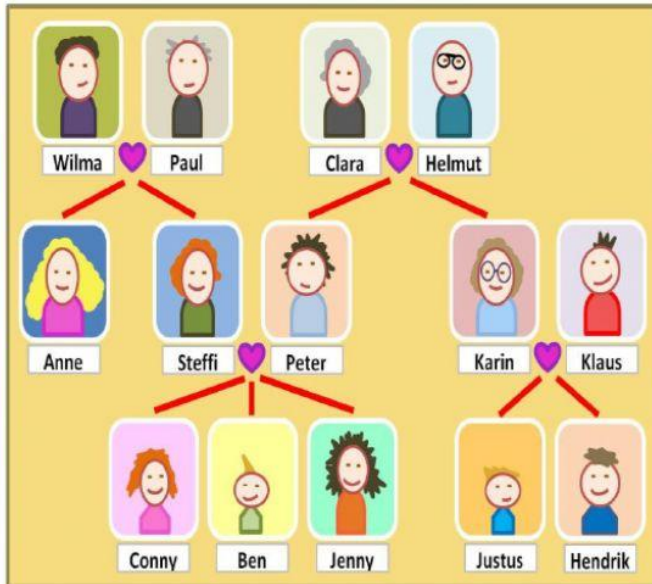 Wilma Paul Clara Helmut
Anne Steffi Peter Karin Klaus
Conny Ben Jenny Justus Hendrik